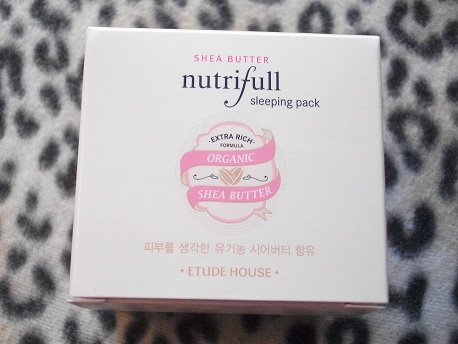 SHEA BUTTER
nutrifull
sleeping pack
• EXTRA RICH •
FORMULA
ORGANIC
SHEA BUTTER
피부를 생각한 유기농 시어버터 함유
• ETUDE HOUSE •